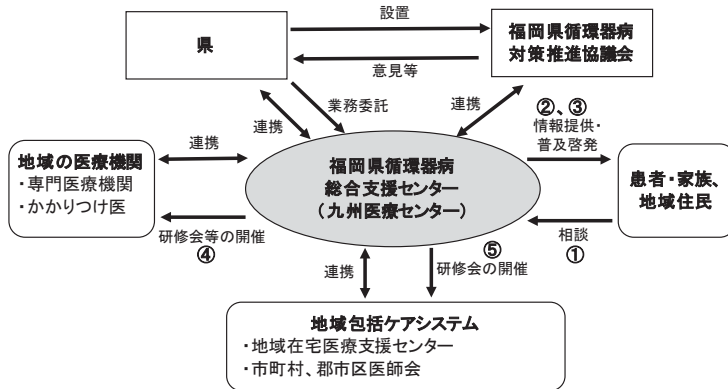 設置
県
福岡県循環器病
対策推進協議会
意見等
連携
業務委託
連携
②、③
情報提供・
普及啓発
連携
地域の医療機関
・専門医療機関
・かかりつけ医
福岡県循環器病
総合支援センター
（九州医療センター）
患者・家族、
地域住民
研修会等の開催
④
相談
①
連携
⑤
研修会の開催
地域包括ケアシステム
・地域在宅医療支援センター
・市町村、郡市区医師会